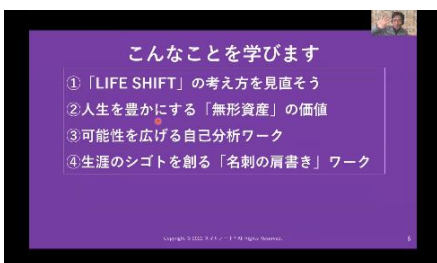 こんなことを学びます
①「LIFE SHIFT」の考え方を見直そう
②人生を豊かにする「無形資産」の価値
③可能性を広げる自己分析ワーク
④生涯のシゴトを創る「名刺の肩書き」ワーク
All Rights Reserved.